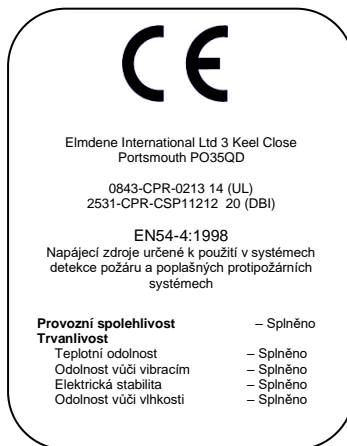 CE
Elmdene International Ltd 3 Keel Close
Portsmouth PO35QD
0843-CPR-0213 14 (UL)
2531-CPR-CSP11212 20 (DBI)
EN54-4:1998
Napájecí zdroje určené k použití v systémech
detekce požáru a poplašných protipožárních
systémech
Provozní spolehlivost – Splněno
Trvanlivost
Teplotní odolnost – Splněno
Odolnost vůči vibracím – Splněno
Elektrická stabilita – Splněno
Odolnost vůči vlhkosti – Splněno